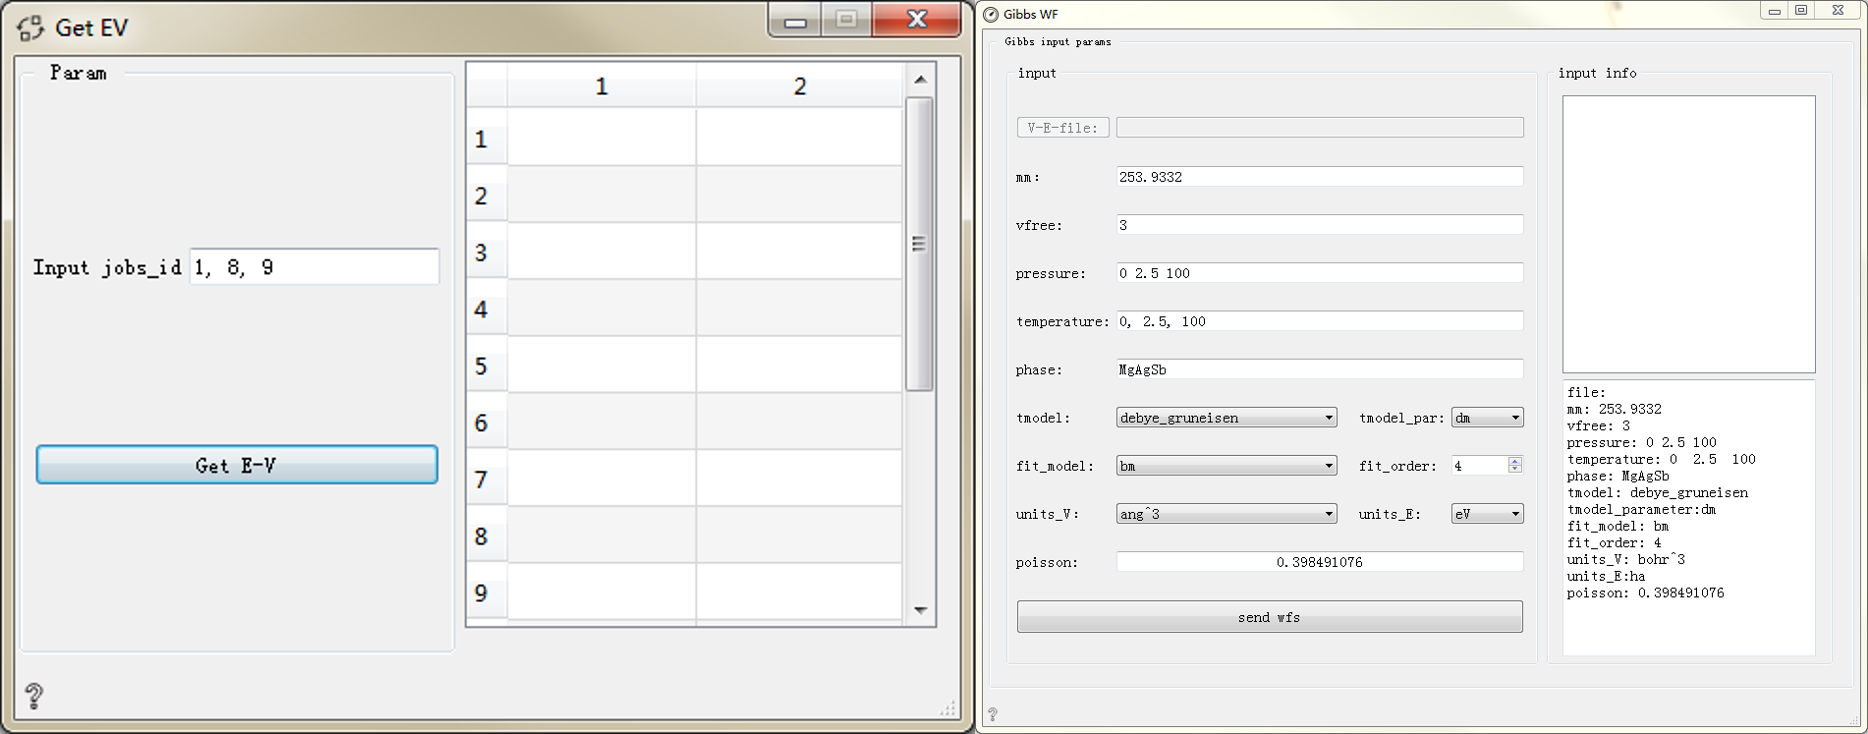 Get EV
Param
Input jobs_id 1, 8, 9
Get E-V
1 2
1
2
3
4
5
6
7
8
9
Gibbs WF
Gibbs input params
input
V-E-file:
mm: 253.9332
vfree: 3
pressure: 0 2.5 100
temperature: 0, 2.5, 100
phase: MgAgSb
tmodel: debye_gruneisen tmodel_par: dm
fit_model: bm fit_order: 4
units_V: ang^3 units_E: eV
poisson: 0.398491076
send wfs
input info
file:
mm: 253.9332
vfree: 3
pressure: 0 2.5 100
temperature: 0 2.5 100
phase: MgAgSb
tmodel: debye_gruneisen
tmodel_parameter:dm
fit_model: bm
fit_order: 4
units_V: bohr^3
units_E:ha
poisson: 0.398491076